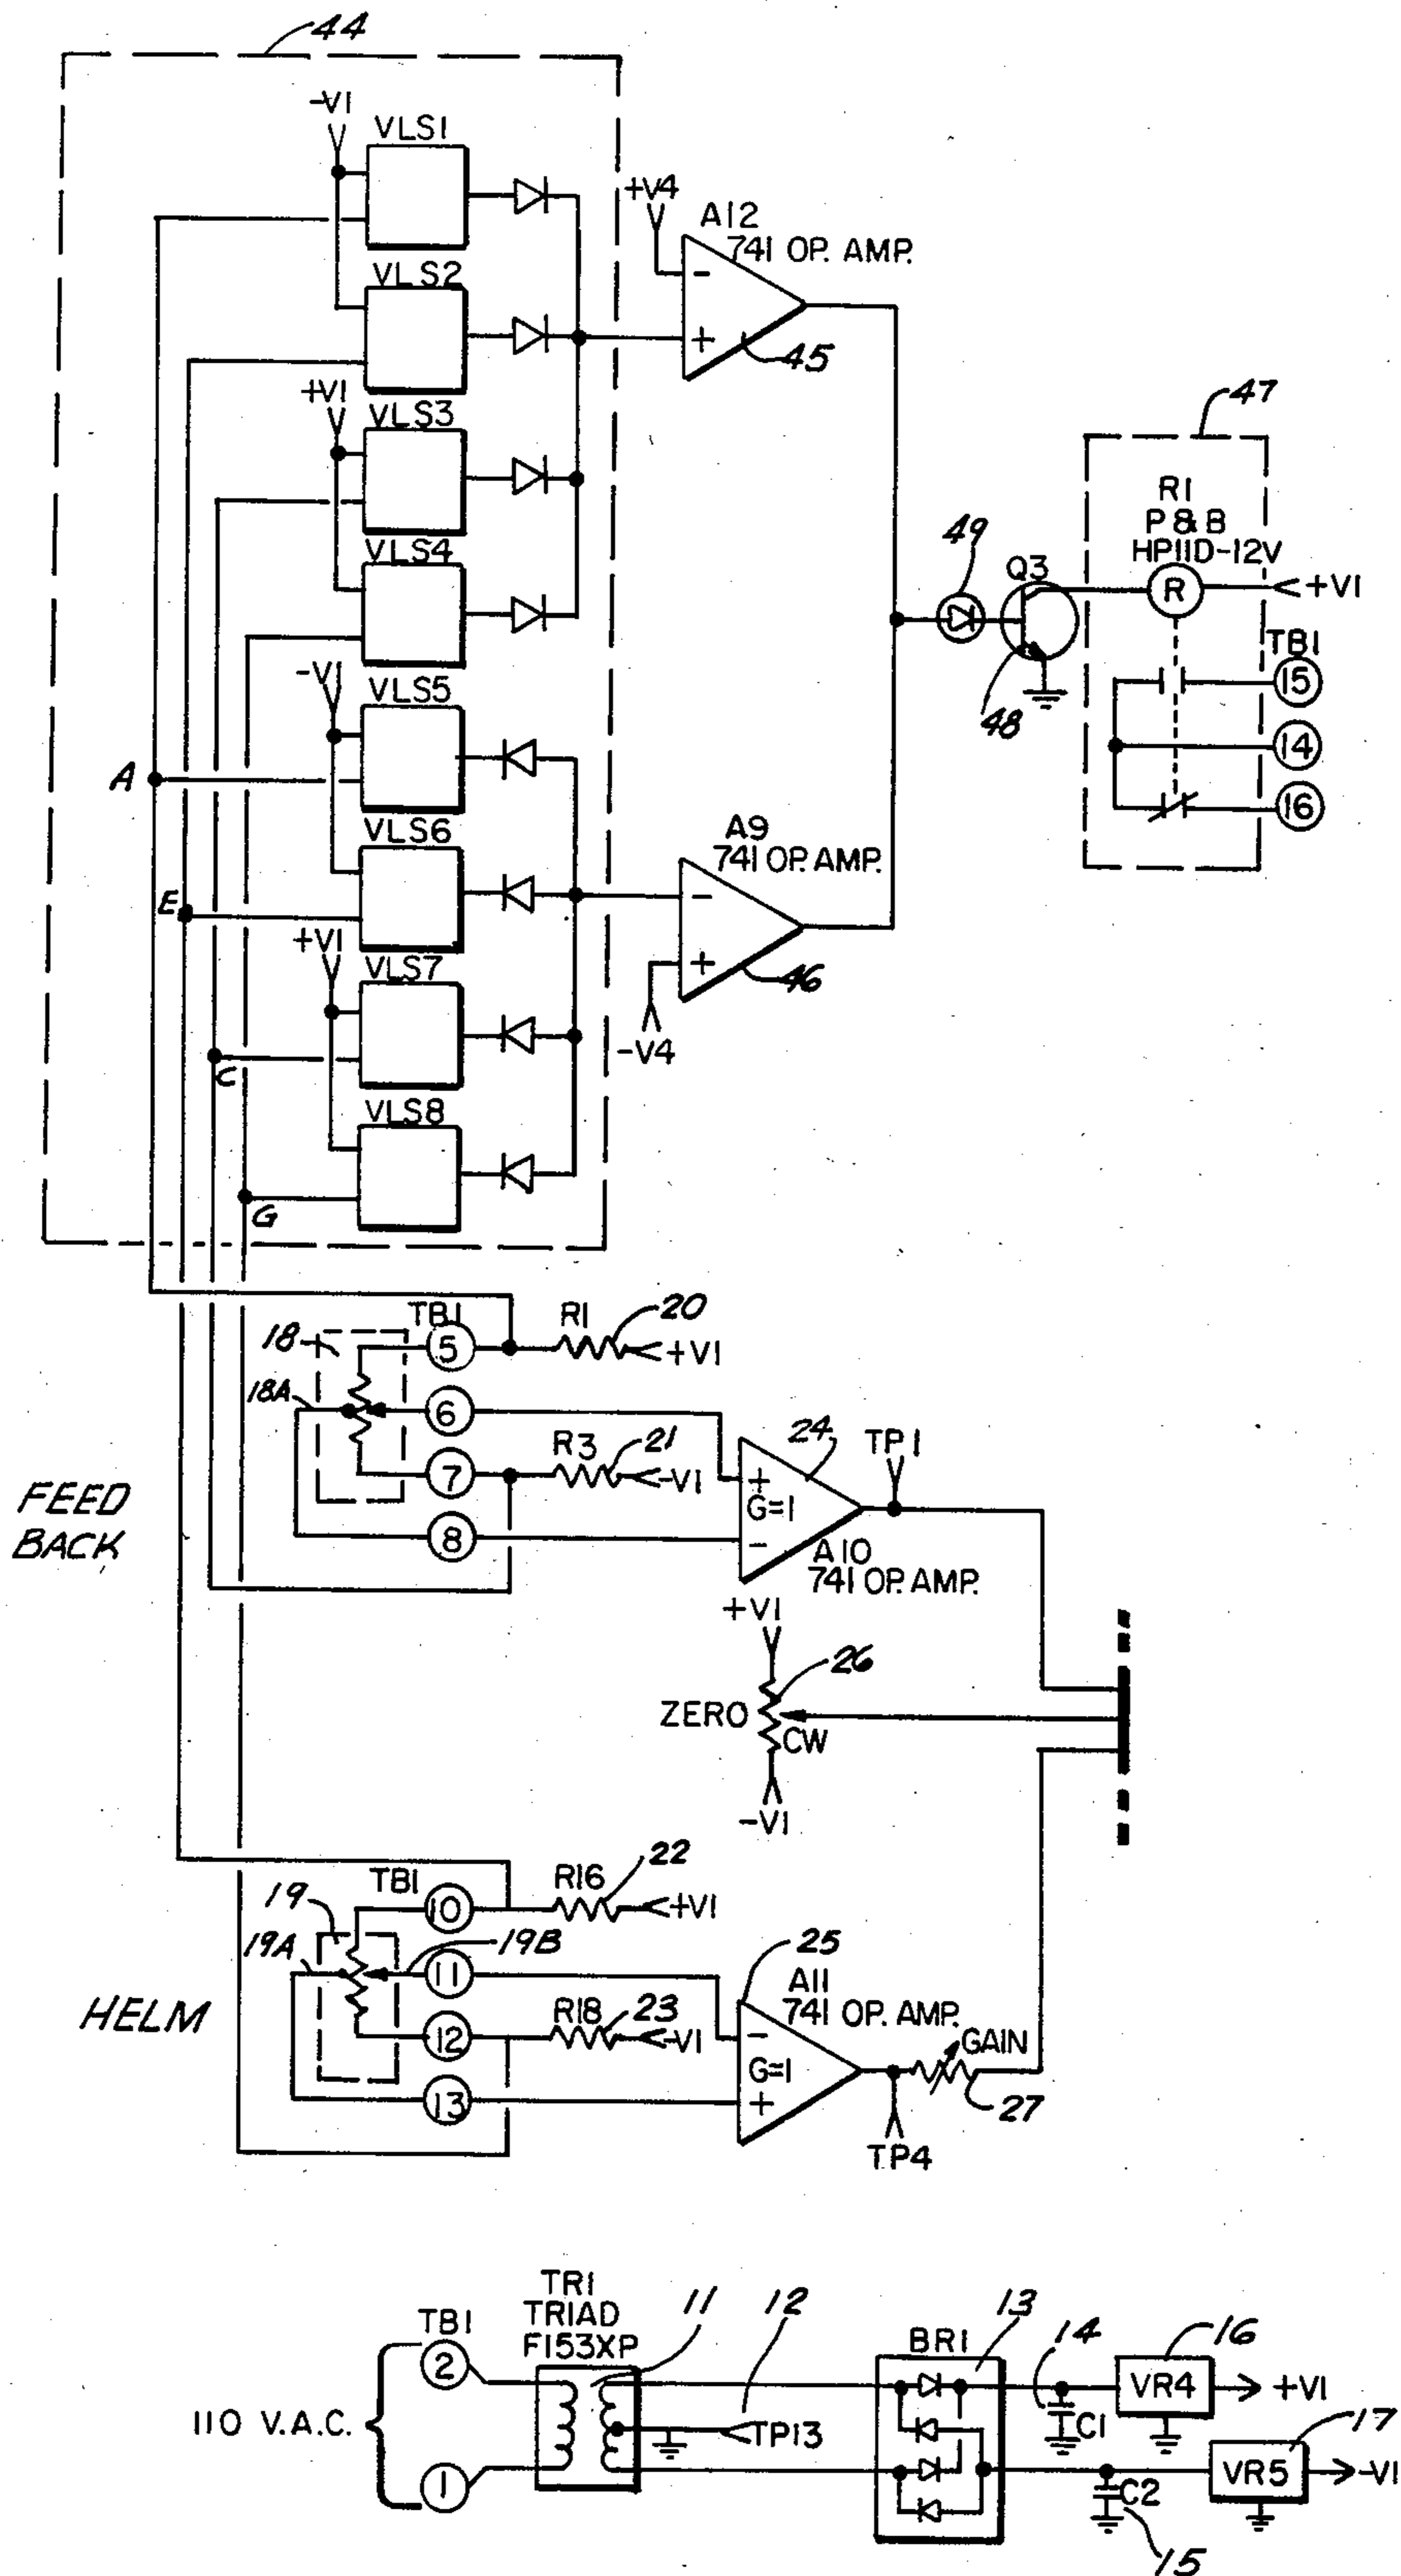 44
-V1
VLS1
+V4
A12
741 OP. AMP.
-
+
45
VLS2
+V1
VLS3
VLS4
47
R1
P & B
HP11D-12V
49
Q3
R
+V1
48
TB1
15
14
16
-V1
VLS5
A
A9
741 OP. AMP.
-
+
46
-V4
VLS6
E
+V1
VLS7
C
VLS8
G
FEED
BACK
18
18A
TB1
5
6
7
8
R1
20
+V1
R3
21
-V1
24
+
G=1
-
A10
741 OP. AMP.
TP1
+V1
26
ZERO
CW
-V1
HELM
19
19A
TB1
10
11
12
13
19B
R16
22
+V1
R18
23
-V1
25
A11
741 OP. AMP.
-
G=1
+
GAIN
27
TP4
110 V.A.C.
TB1
2
1
TR1
TRIAD
F153XP
11
12
TP13
BR1
13
14
C1
16
VR4
+V1
17
VR5
-V1
C2
15